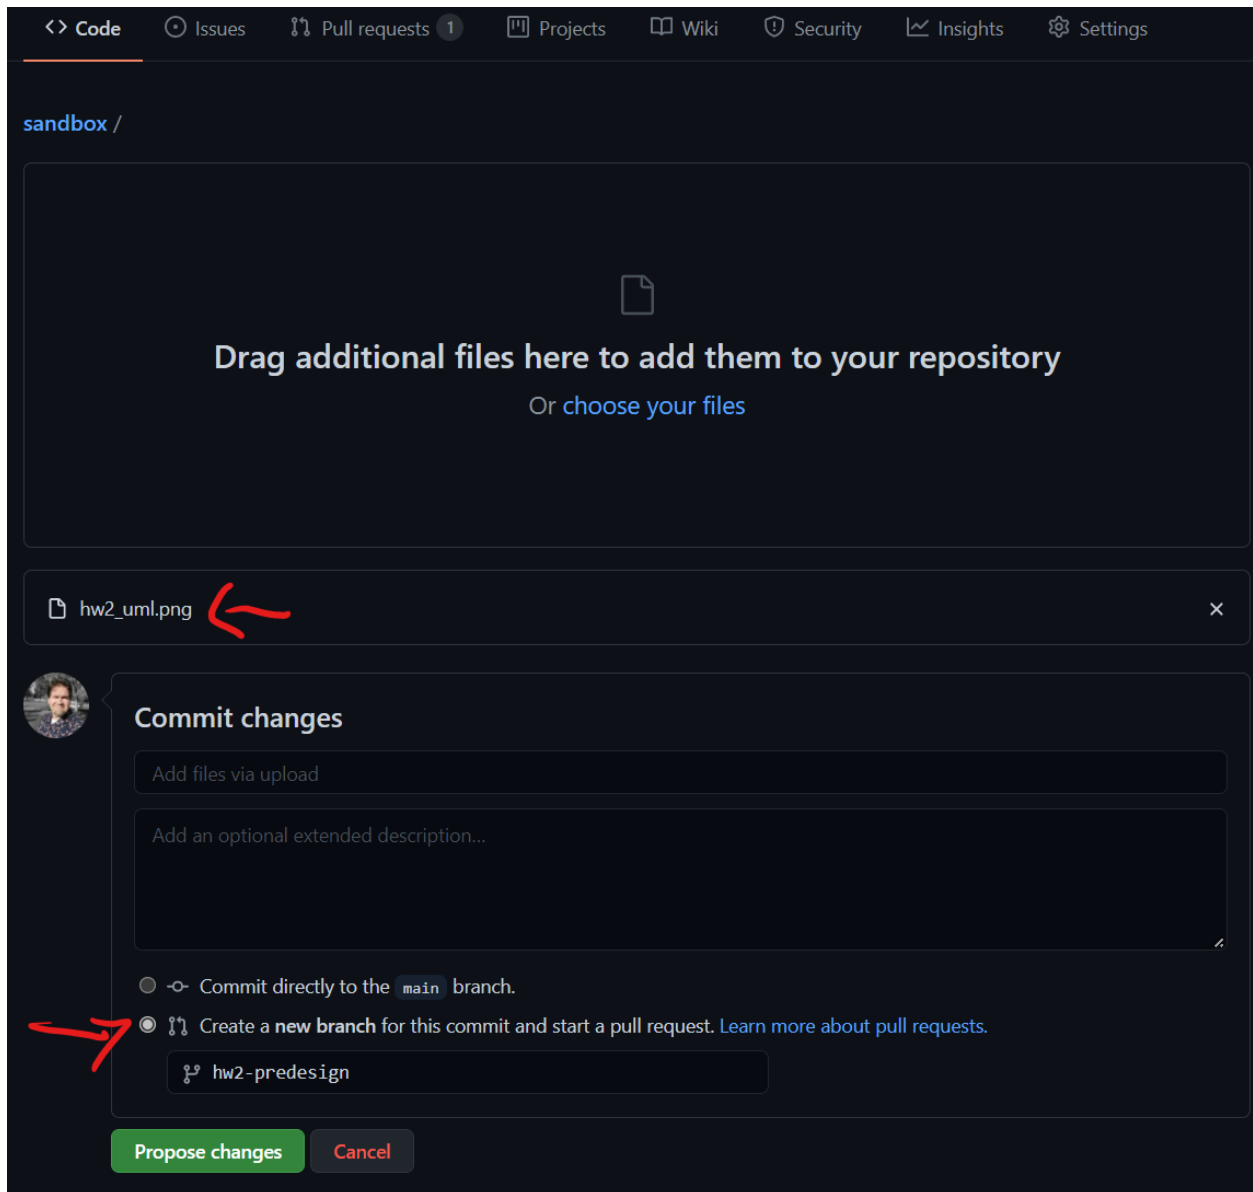 Code Issues Pull requests 1 Projects Wiki Security Insights Settings
sandbox /
Drag additional files here to add them to your repository
Or choose your files
hw2_uml.png
Commit changes
Add files via upload
Add an optional extended description...
Commit directly to the main branch.
Create a new branch for this commit and start a pull request. Learn more about pull requests.
hw2-predesign
Propose changes Cancel